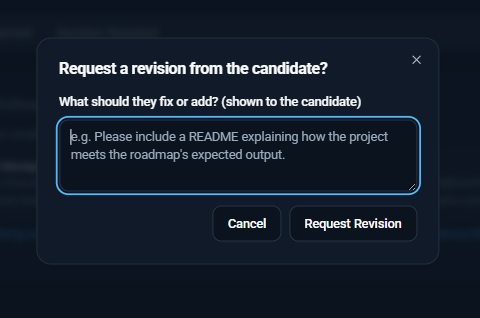 Request a revision from the candidate?
What should they fix or add? (shown to the candidate)
e.g. Please include a README explaining how the project
meets the roadmap's expected output.
Cancel
Request Revision